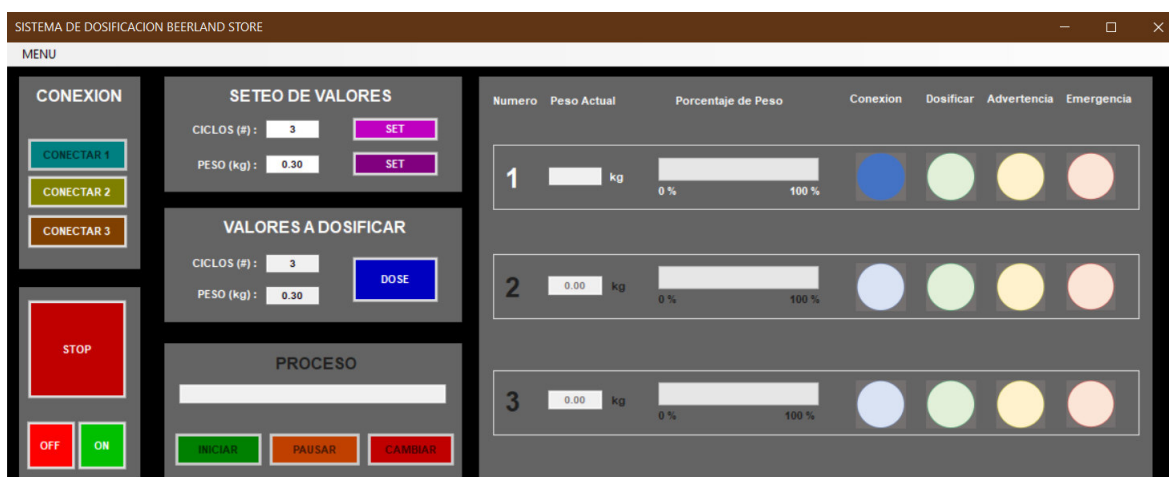 SISTEMA DE DOSIFICACION BEERLAND STORE
MENU
CONEXION
CONECTAR 1
CONECTAR 2
CONECTAR 3
STOP
OFF ON
SETEO DE VALORES
CICLOS (#) : 3 SET
PESO (kg) : 0.30 SET
VALORES A DOSIFICAR
CICLOS (#) : 3
DOSE
PESO (kg) : 0.30
PROCESO
INICIAR PAUSAR CAMBIAR
Numero Peso Actual Porcentaje de Peso Conexion Dosificar Advertencia Emergencia
1 kg
0 % 100 %
2 0.00 kg
0 % 100 %
3 0.00 kg
0 % 100 %